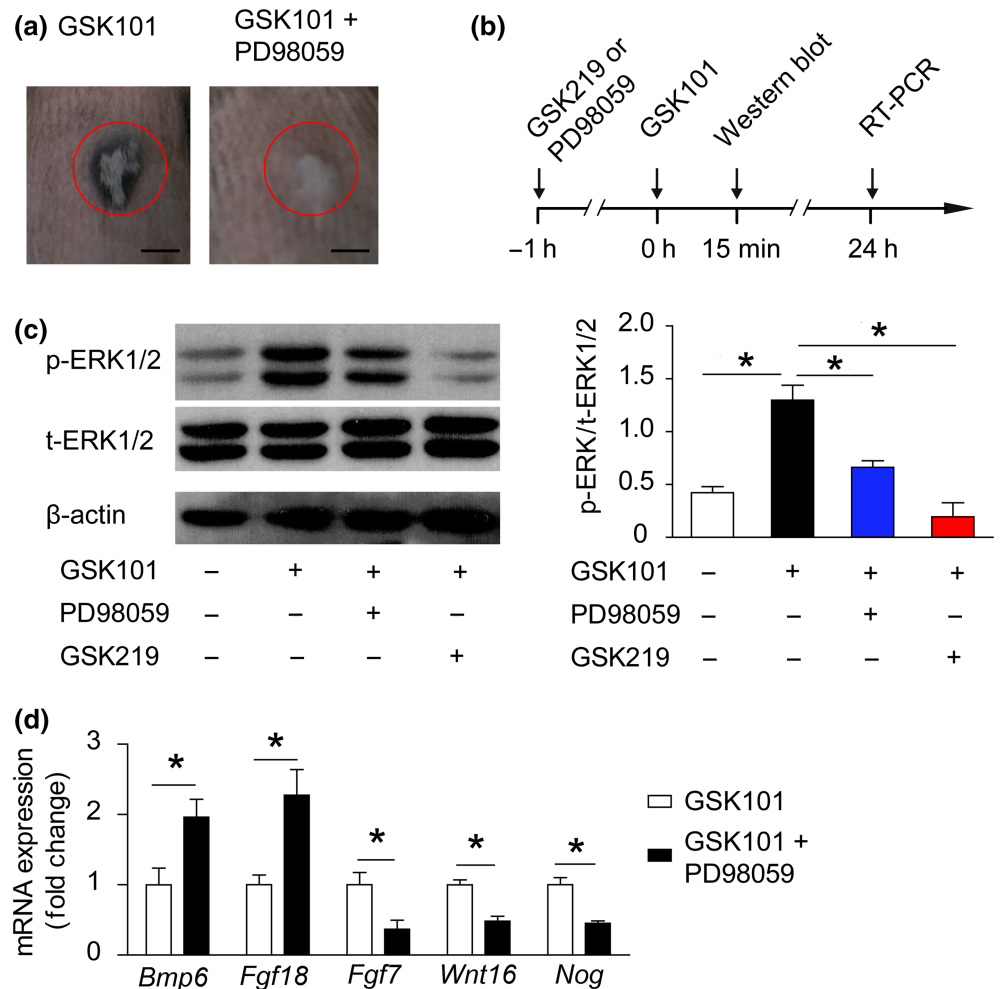 (a) GSK101
GSK101 +
PD98059
(b)
GSK219 or
PD98059
GSK101
Western blot
RT-PCR
–1 h
0 h
15 min
24 h
(c)
p-ERK1/2
t-ERK1/2
β-actin
GSK101 – + + +
PD98059 – – + –
GSK219 – – – +
p-ERK/t-ERK1/2
2.0
1.5
1.0
0.5
0
* * *
GSK101 – + + +
PD98059 – – + –
GSK219 – – – +
(d)
mRNA expression
(fold change)
3
2
1
0
* * * * *
Bmp6 Fgf18 Fgf7 Wnt16 Nog
GSK101
GSK101 +
PD98059